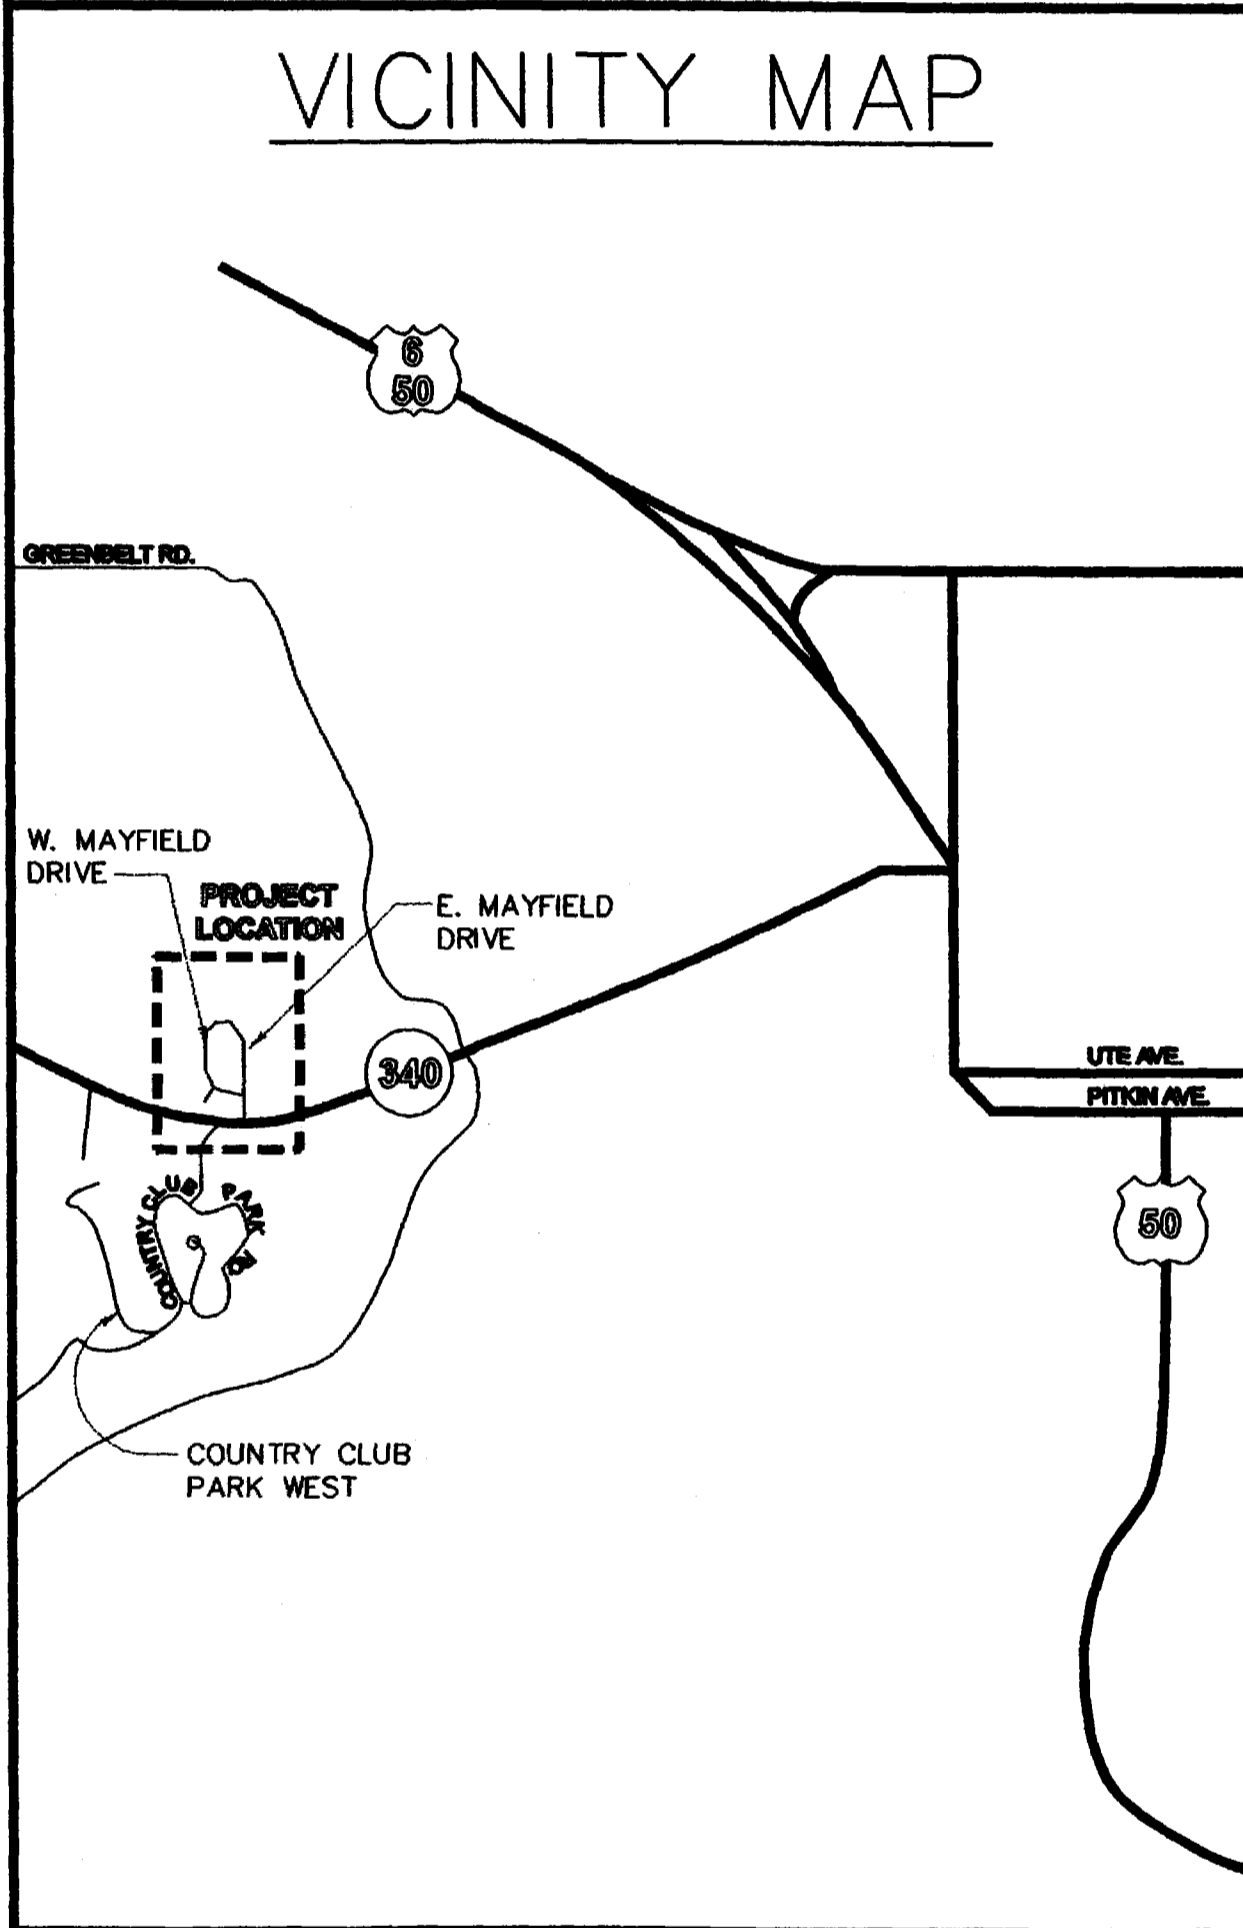 VICINITY MAP
6
50
GREENBELT RD.
W. MAYFIELD
DRIVE
PROJECT
LOCATION
E. MAYFIELD
DRIVE
340
UTE AVE.
PITKIN AVE.
COUNTRY CLUB PARK RD.
50
COUNTRY CLUB
PARK WEST